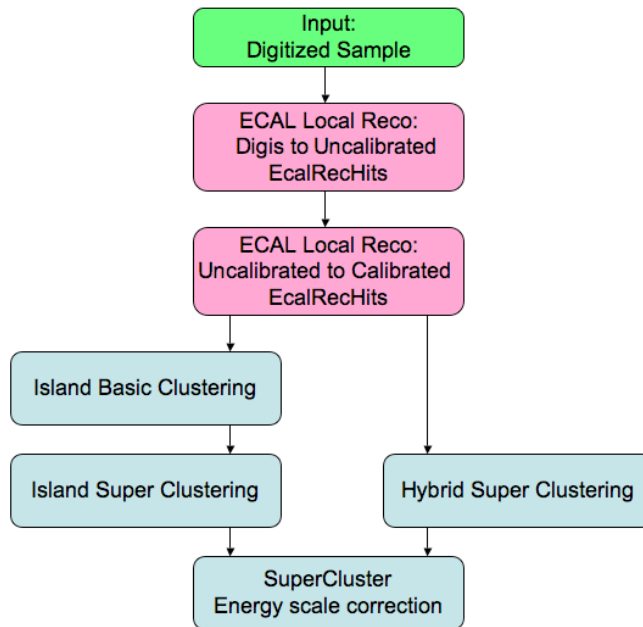 Input:
Digitized Sample
ECAL Local Reco:
Digis to Uncalibrated
EcalRecHits
ECAL Local Reco:
Uncalibrated to Calibrated
EcalRecHits
Island Basic Clustering
Island Super Clustering
Hybrid Super Clustering
SuperCluster
Energy scale correction